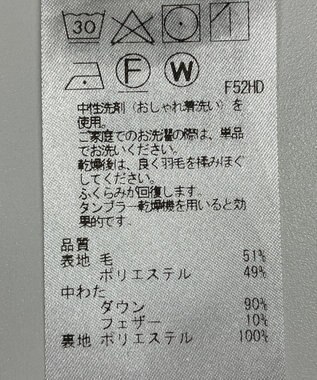 30
F W F52HD
中性洗剤(おしゃれ着洗い)を
使用。
ご家庭でのお洗濯の際は、単品
でお洗いください。
乾燥後は、良く羽毛を揉みほぐ
してください。
ふくらみが回復します。
タンブラー乾燥機を用いると効
果的です。
品質
表地 毛 51%
ポリエステル 49%
中わた
ダウン 90%
フェザー 10%
裏地 ポリエステル 100%